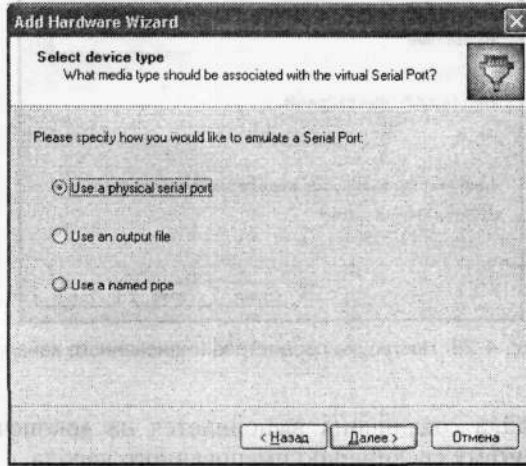 Add Hardware Wizard
Select device type
What media type should be associated with the virtual Serial Port?
Please specify how you would like to emulate a Serial Port:
Use a physical serial port
Use an output file
Use a named pipe
< Назад
Далее >
Отмена